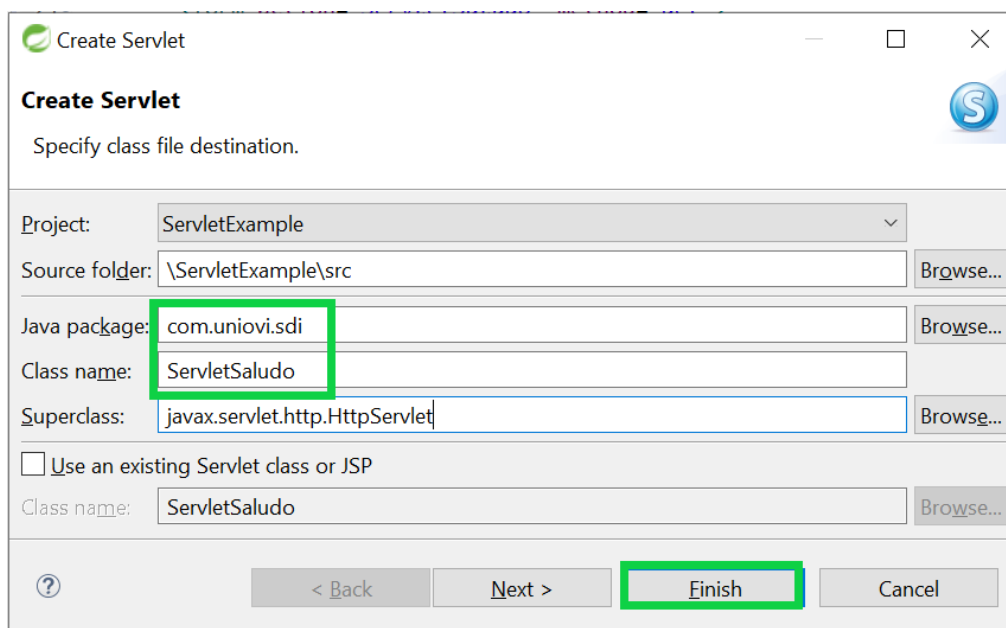 Create Servlet
Create Servlet
Specify class file destination.
Project: ServletExample
Source folder: \ServletExample\src Browse...
Java package: com.uniovi.sdi Browse...
Class name: ServletSaludo
Superclass: javax.servlet.http.HttpServlet Browse...
Use an existing Servlet class or JSP
Class name: ServletSaludo Browse...
? < Back Next > Finish Cancel